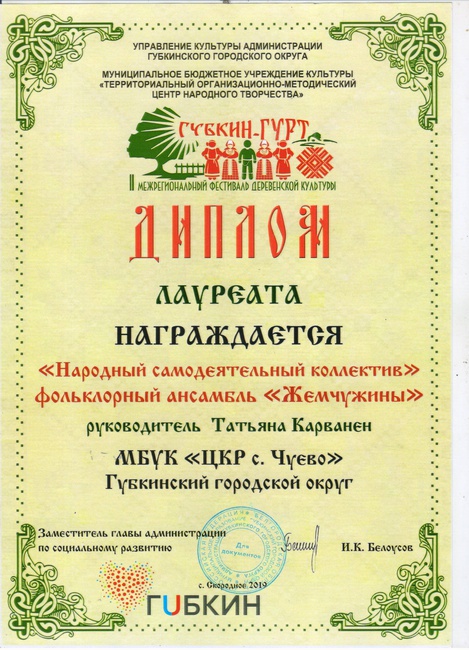 УПРАВЛЕНИЕ КУЛЬТУРЫ АДМИНИСТРАЦИИ
ГУБКИНСКОГО ГОРОДСКОГО ОКРУГА
МУНИЦИПАЛЬНОЕ БЮДЖЕТНОЕ УЧРЕЖДЕНИЕ КУЛЬТУРЫ
«ТЕРРИТОРИАЛЬНЫЙ ОРГАНИЗАЦИОННО-МЕТОДИЧЕСКИЙ
ЦЕНТР НАРОДНОГО ТВОРЧЕСТВА»
ГУБКИН-ГУРТ
II МЕЖРЕГИОНАЛЬНЫЙ ФЕСТИВАЛЬ ДЕРЕВЕНСКОЙ КУЛЬТУРЫ
ДИПЛОМ
ЛАУРЕАТА
НАГРАЖДАЕТСЯ
«Народный самодеятельный коллектив»
фольклорный ансамбль «Жемчужины»
руководитель Татьяна Карванен
МБУК «ЦКР с. Чуево»
Губкинский городской округ
Заместитель главы администрации
по социальному развитию
Для
документов
И.К. Белоусов
с. Скородное 2019
ГUБКИН